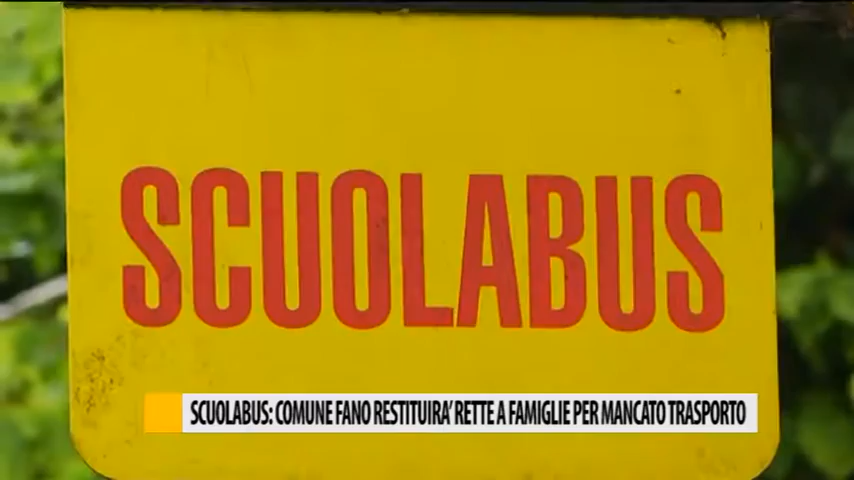 SCUOLABUS
SCUOLABUS: COMUNE FANO RESTITUIRA' RETTE A FAMIGLIE PER MANCATO TRASPORTO